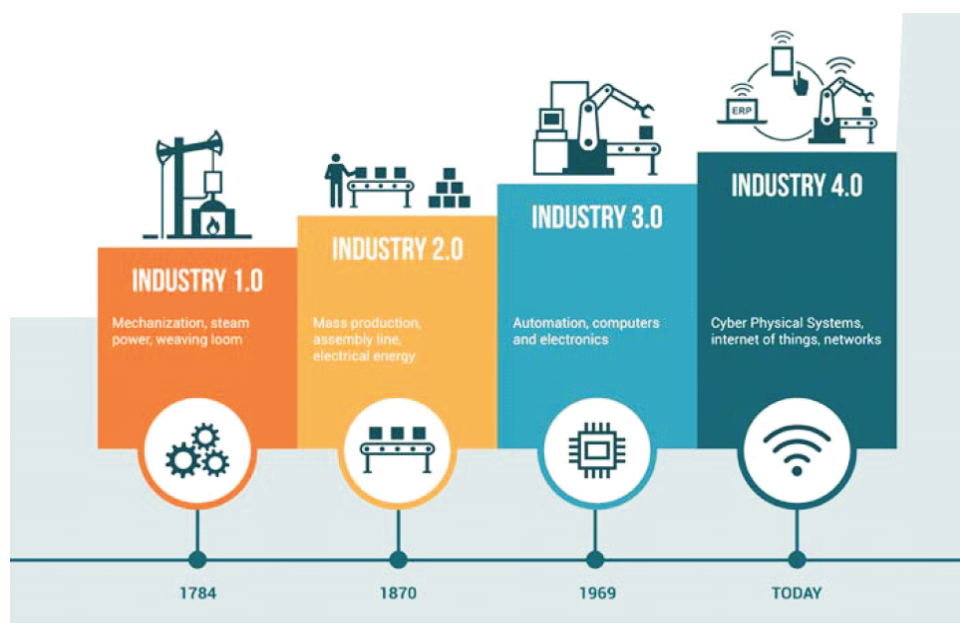 ERP
INDUSTRY 1.0
Mechanization, steam
power, weaving loom
INDUSTRY 2.0
Mass production,
assembly line,
electrical energy
INDUSTRY 3.0
Automation, computers
and electronics
INDUSTRY 4.0
Cyber Physical Systems,
internet of things, networks
1784
1870
1969
TODAY